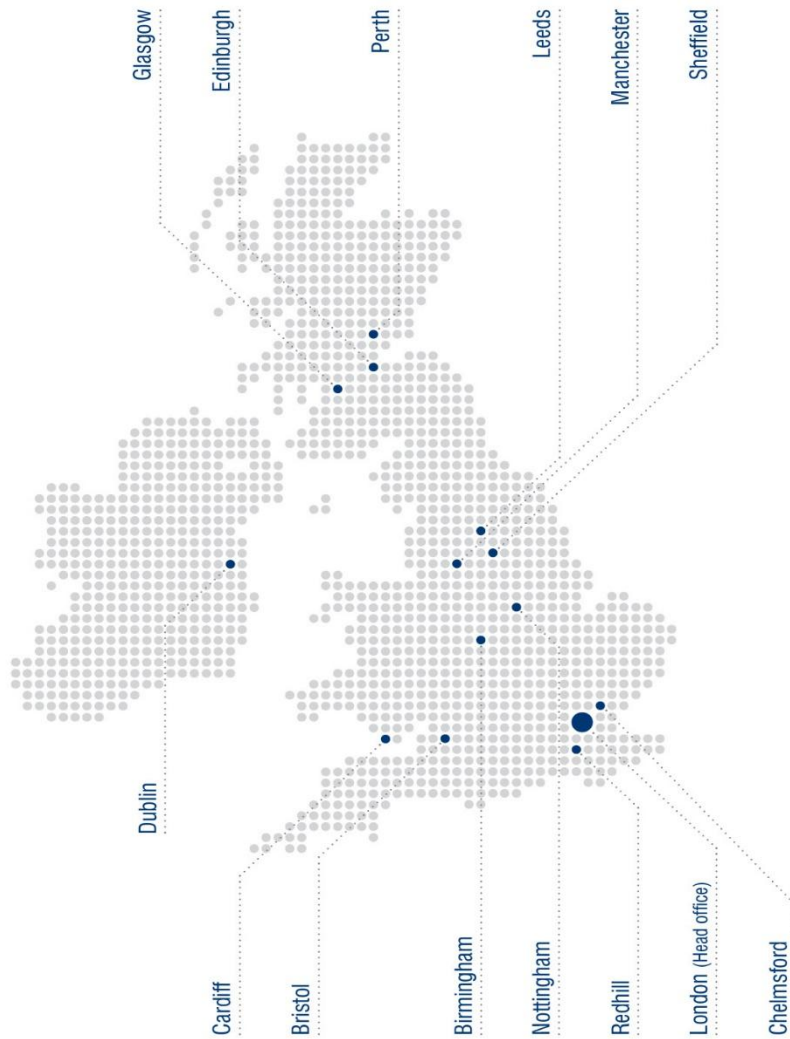 Glasgow
Edinburgh
Perth
Leeds
Manchester
Sheffield
Dublin
Cardiff
Bristol
Birmingham
Nottingham
Redhill
London (Head office)
Chelmsford